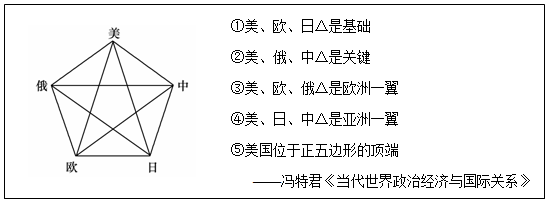 美
俄
中
欧
日
①美、欧、日△是基础
②美、俄、中△是关键
③美、欧、俄△是欧洲一翼
④美、日、中△是亚洲一翼
⑤美国位于正五边形的顶端
——冯特君《当代世界政治经济与国际关系》